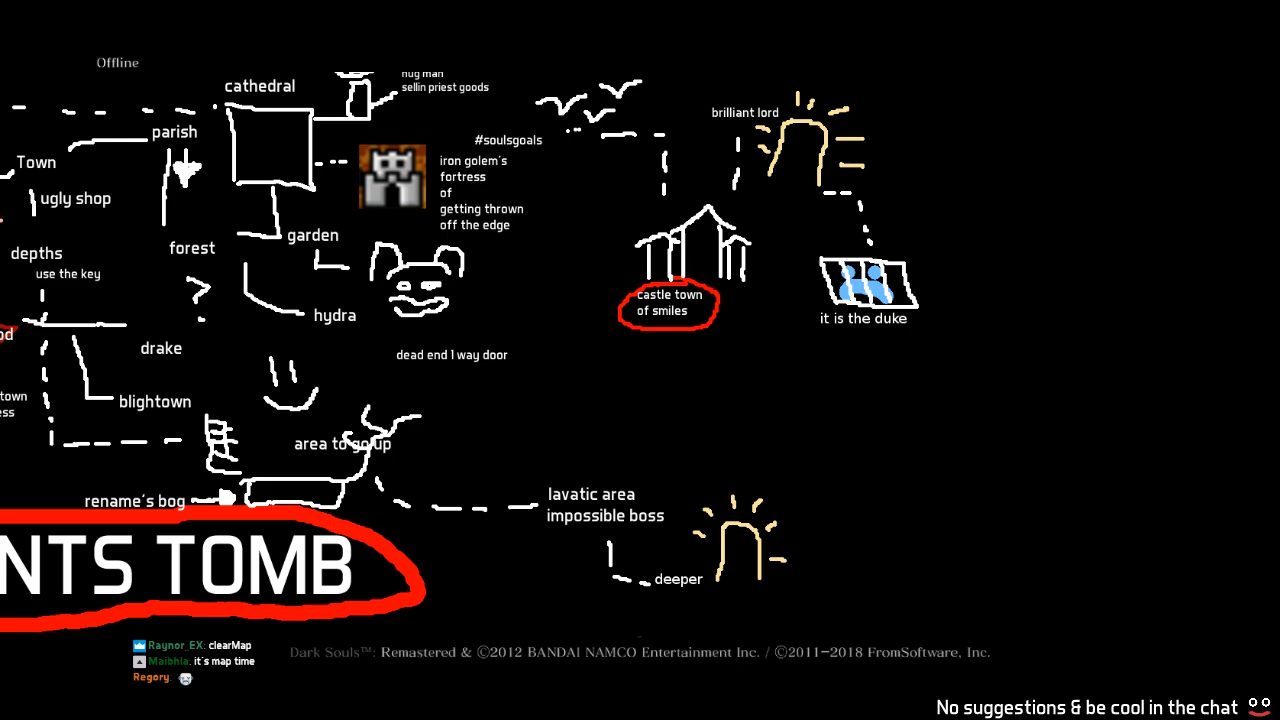 Offline
hug man
sellin priest goods
cathedral
brilliant lord
parish
#soulsgoals
Town
iron golem's
fortress
of
getting thrown
off the edge
ugly shop
garden
forest
depths
use the key
castle town
of smiles
hydra
it is the duke
od
drake
dead end 1 way door
town
ess
blightown
area to go up
rename's bog
lavatic area
impossible boss
NTS TOMB
deeper
Raynor_EX: clearMap
Maibhla: it's map time
Regory:
Dark Souls™: Remastered & ©2012 BANDAI NAMCO Entertainment Inc. / ©2011-2018 FromSoftware, Inc.
No suggestions & be cool in the chat